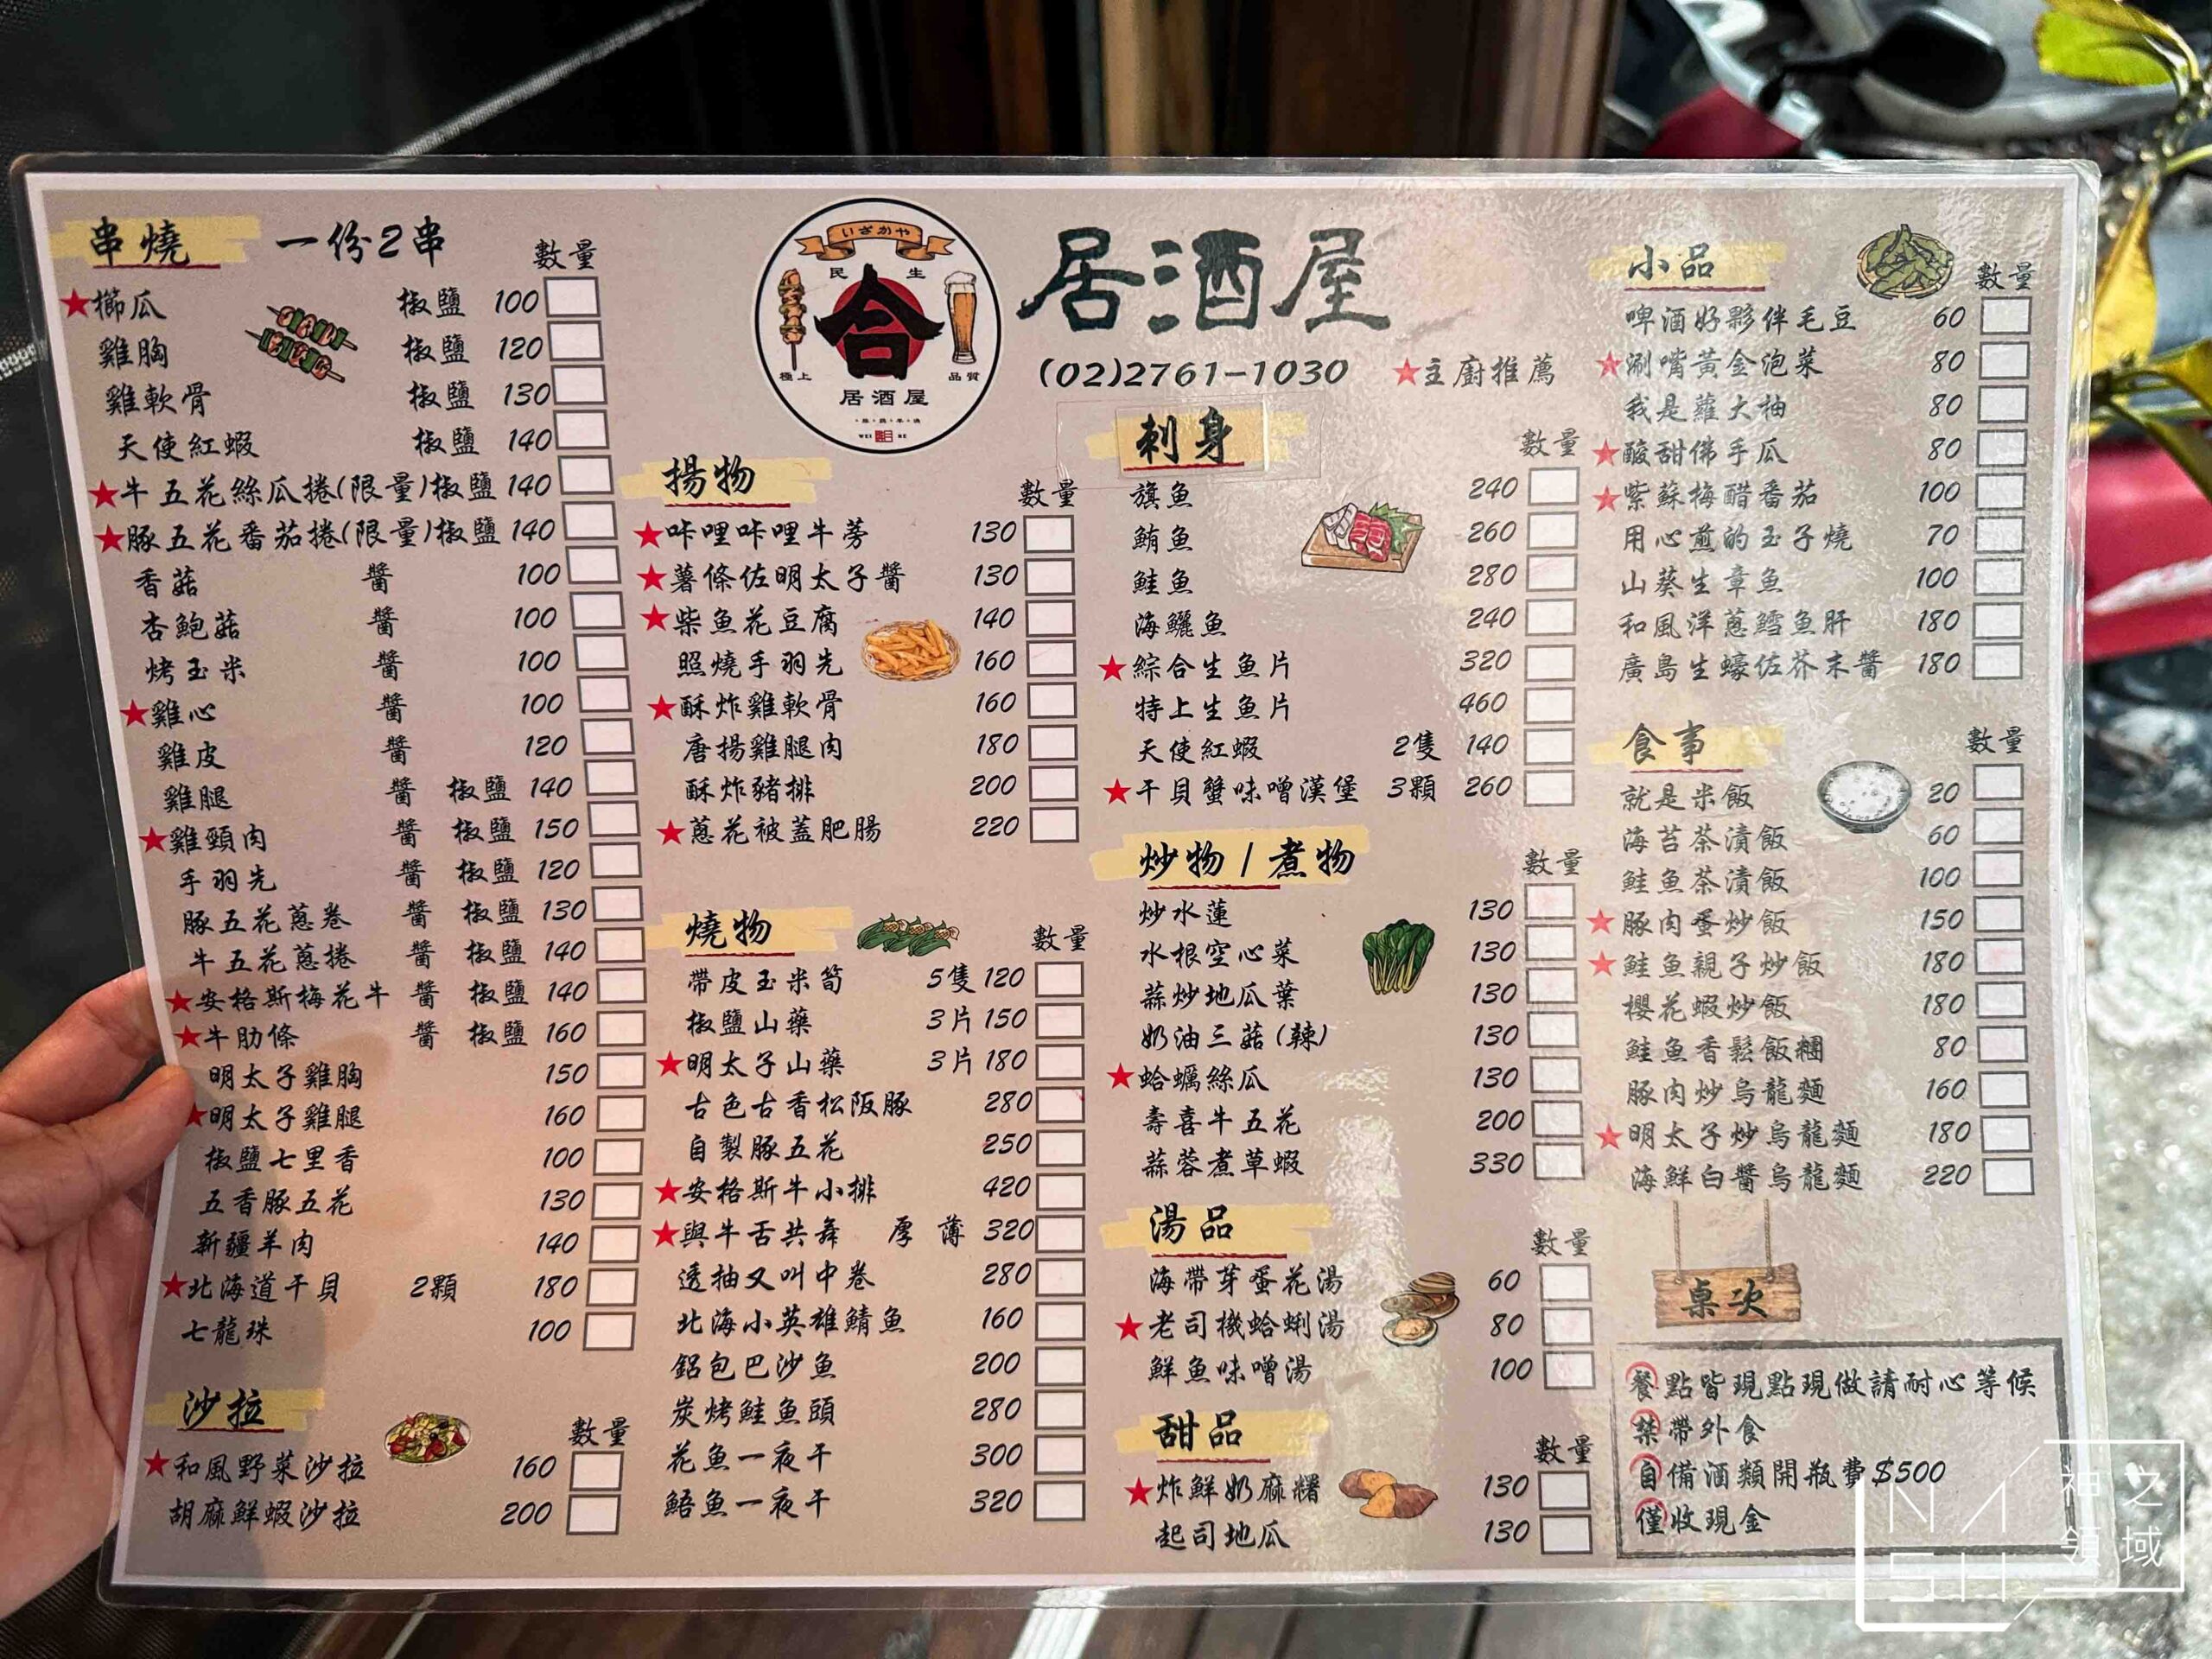 串燒 一份2串 數量
★櫛瓜 椒鹽 100
雞胸 椒鹽 120
雞軟骨 椒鹽 130
天使紅蝦 椒鹽 140
★牛五花絲瓜捲(限量)椒鹽 140
★豚五花番茄捲(限量)椒鹽 140
香菇 醬 100
杏鮑菇 醬 100
烤玉米 醬 100
★雞心 醬 100
雞皮 醬 120
雞腿 醬 椒鹽 140
★雞頸肉 醬 椒鹽 150
手羽先 醬 椒鹽 120
豚五花蔥卷 醬 椒鹽 130
牛五花蔥捲 醬 椒鹽 140
★安格斯梅花牛 醬 椒鹽 140
★牛肋條 醬 椒鹽 160
明太子雞胸 150
★明太子雞腿 160
椒鹽七里香 100
五香豚五花 130
新疆羊肉 140
★北海道干貝 2顆 180
七龍珠 100
沙拉 數量
★和風野菜沙拉 160
胡麻鮮蝦沙拉 200
いざかや
民 生
合
極上 品質
居酒屋
居酒屋
(02)2761-1030 ★主廚推薦
揚物 數量
★咔哩咔哩牛蒡 130
★薯條佐明太子醬 130
★柴魚花豆腐 140
照燒手羽先 160
★酥炸雞軟骨 160
唐揚雞腿肉 180
酥炸豬排 200
★蔥花被蓋肥腸 220
燒物 數量
帶皮玉米筍 5隻 120
椒鹽山藥 3片 150
★明太子山藥 3片 180
古色古香松阪豚 280
自製豚五花 250
★安格斯牛小排 420
★與牛舌共舞 厚 薄 320
透抽又叫中卷 280
北海小英雄鯖魚 160
鋁包巴沙魚 200
炭烤鮭魚頭 280
花魚一夜干 300
鯃魚一夜干 320
刺身 數量
旗魚 240
鮪魚 260
鮭魚 280
海鱺魚 240
★綜合生魚片 320
特上生魚片 460
天使紅蝦 2隻 140
★干貝蟹味噌漢堡 3顆 260
炒物/煮物 數量
炒水蓮 130
水根空心菜 130
蒜炒地瓜葉 130
奶油三菇(辣) 130
★蛤蠣絲瓜 130
壽喜牛五花 200
蒜蓉煮草蝦 330
湯品 數量
海帶芽蛋花湯 60
★老司機蛤蜊湯 80
鮮魚味噌湯 100
甜品 數量
★炸鮮奶麻糬 130
起司地瓜 130
小品 數量
啤酒好夥伴毛豆 60
★涮嘴黃金泡菜 80
我是蘿大柚 80
★酸甜佛手瓜 80
★紫蘇梅醋番茄 100
用心煎的玉子燒 70
山葵生章魚 100
和風洋蔥鱈魚肝 180
廣島生蠔佐芥末醬 180
食事 數量
就是米飯 20
海苔茶漬飯 60
鮭魚茶漬飯 100
★豚肉蛋炒飯 150
★鮭魚親子炒飯 180
櫻花蝦炒飯 180
鮭魚香鬆飯糰 80
豚肉炒烏龍麵 160
★明太子炒烏龍麵 180
海鮮白醬烏龍麵 220
桌次
餐點皆現點現做請耐心等候
禁帶外食
自備酒類開瓶費$500
僅收現金
神之領域